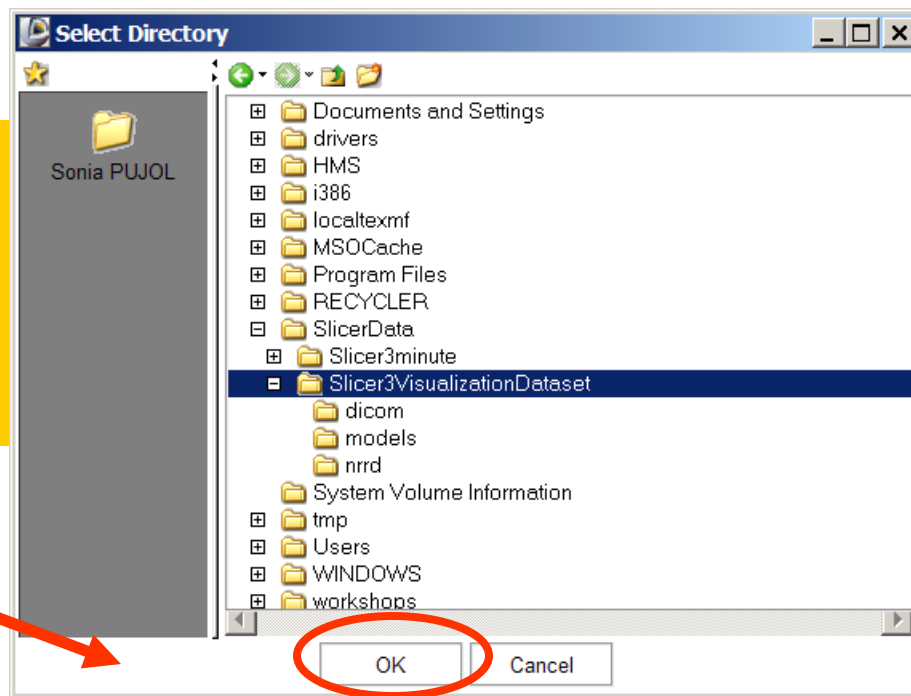 Select Directory
Sonia PUJOL
Documents and Settings
drivers
HMS
i386
localtexmf
MSOCache
Program Files
RECYCLER
SlicerData
Slicer3minute
Slicer3VisualizationDataset
dicom
models
nrrd
System Volume Information
tmp
Users
WINDOWS
workshops
OK
Cancel